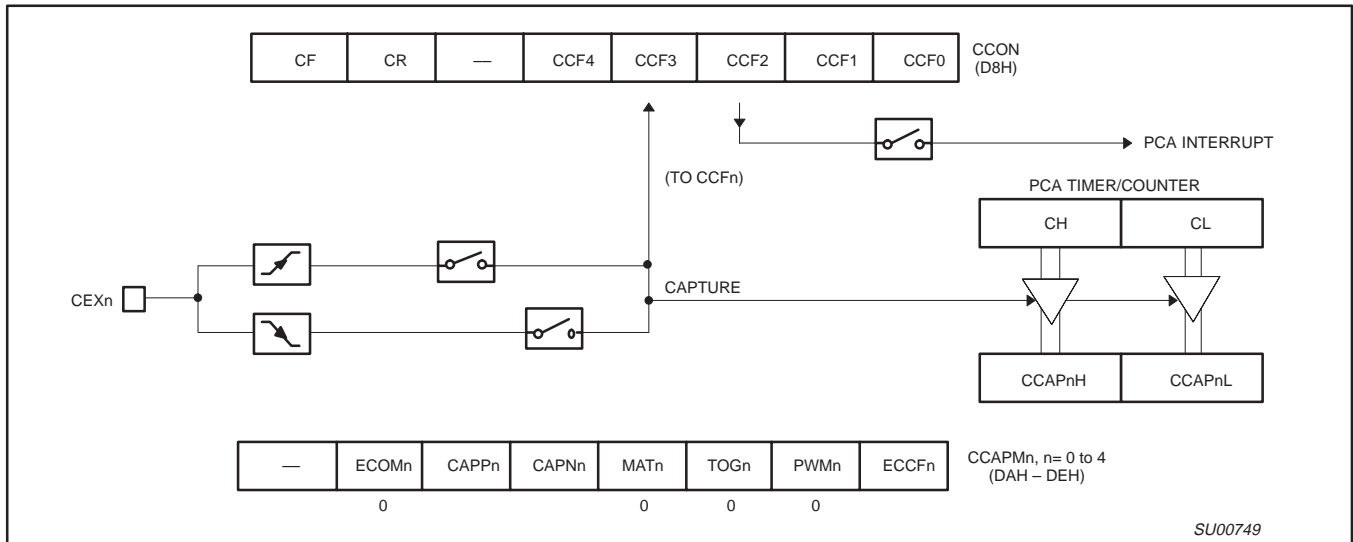 CF CR — CCF4 CCF3 CCF2 CCF1 CCF0
CCON
(D8H)
PCA INTERRUPT
(TO CCFn)
PCA TIMER/COUNTER
CH CL
CEXn
CAPTURE
CCAPnH CCAPnL
— ECOMn CAPPn CAPNn MATn TOGn PWMn ECCFn
CCAPMn, n= 0 to 4
(DAH – DEH)
0 0 0 0
SU00749